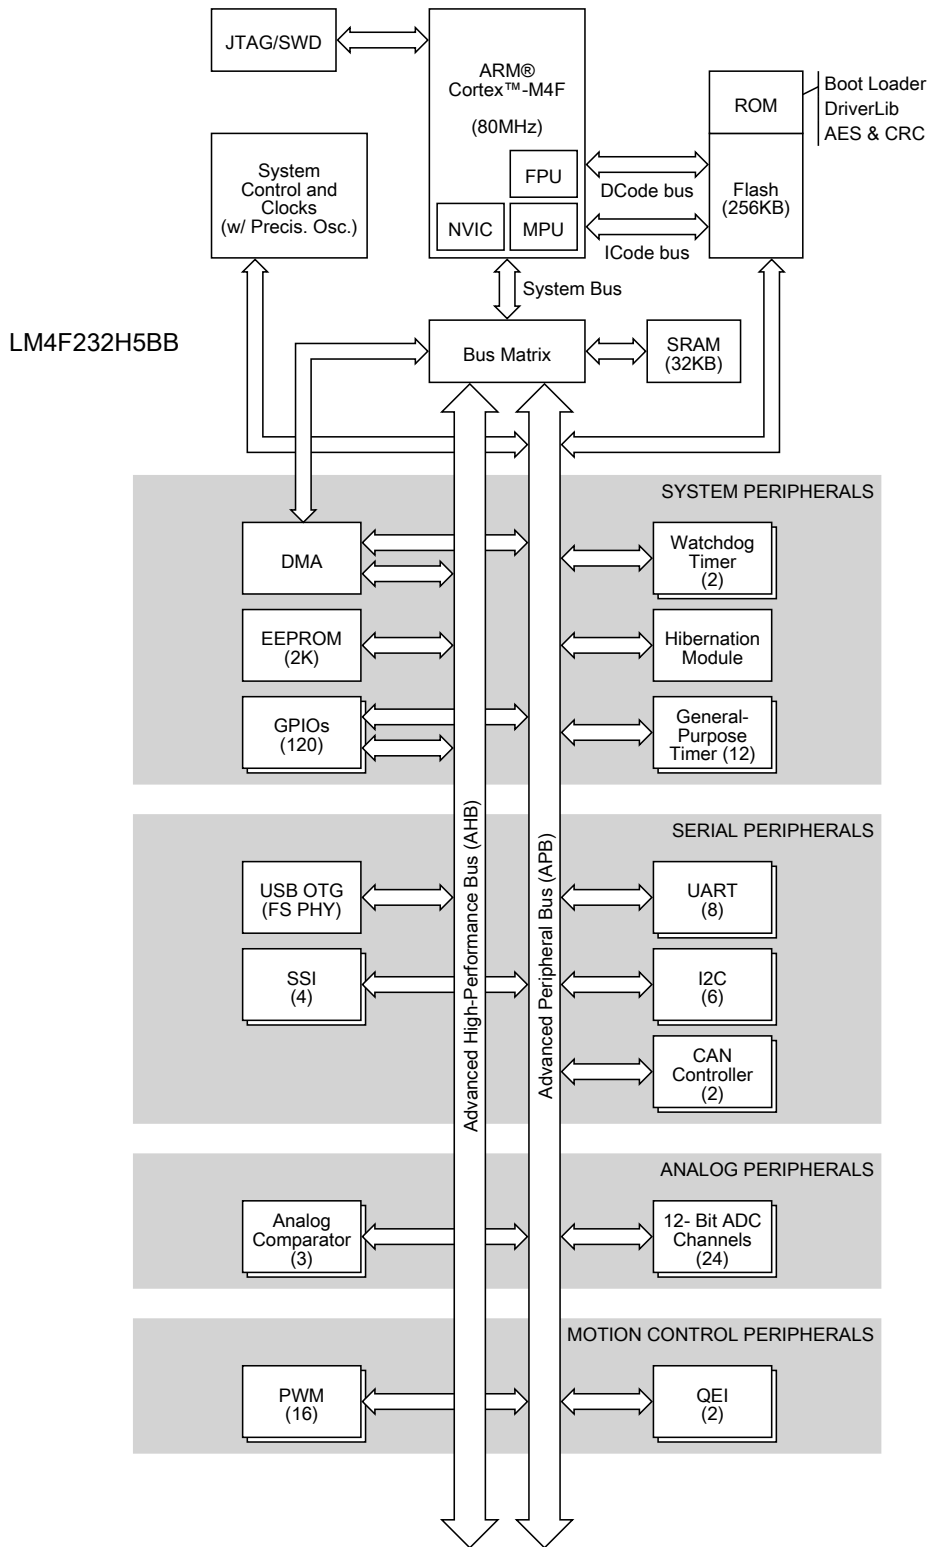 JTAG/SWD
ARM®
Cortex™-M4F
(80MHz)
ROM
Boot Loader
DriverLib
AES & CRC
System
Control and
Clocks
(w/ Precis. Osc.)
FPU
NVIC
MPU
DCode bus
ICode bus
Flash
(256KB)
System Bus
LM4F232H5BB
Bus Matrix
SRAM
(32KB)
SYSTEM PERIPHERALS
DMA
Watchdog
Timer
(2)
EEPROM
(2K)
Hibernation
Module
GPIOs
(120)
General-
Purpose
Timer (12)
Advanced High-Performance Bus (AHB)
Advanced Peripheral Bus (APB)
SERIAL PERIPHERALS
USB OTG
(FS PHY)
UART
(8)
SSI
(4)
I2C
(6)
CAN
Controller
(2)
ANALOG PERIPHERALS
Analog
Comparator
(3)
12- Bit ADC
Channels
(24)
MOTION CONTROL PERIPHERALS
PWM
(16)
QEI
(2)